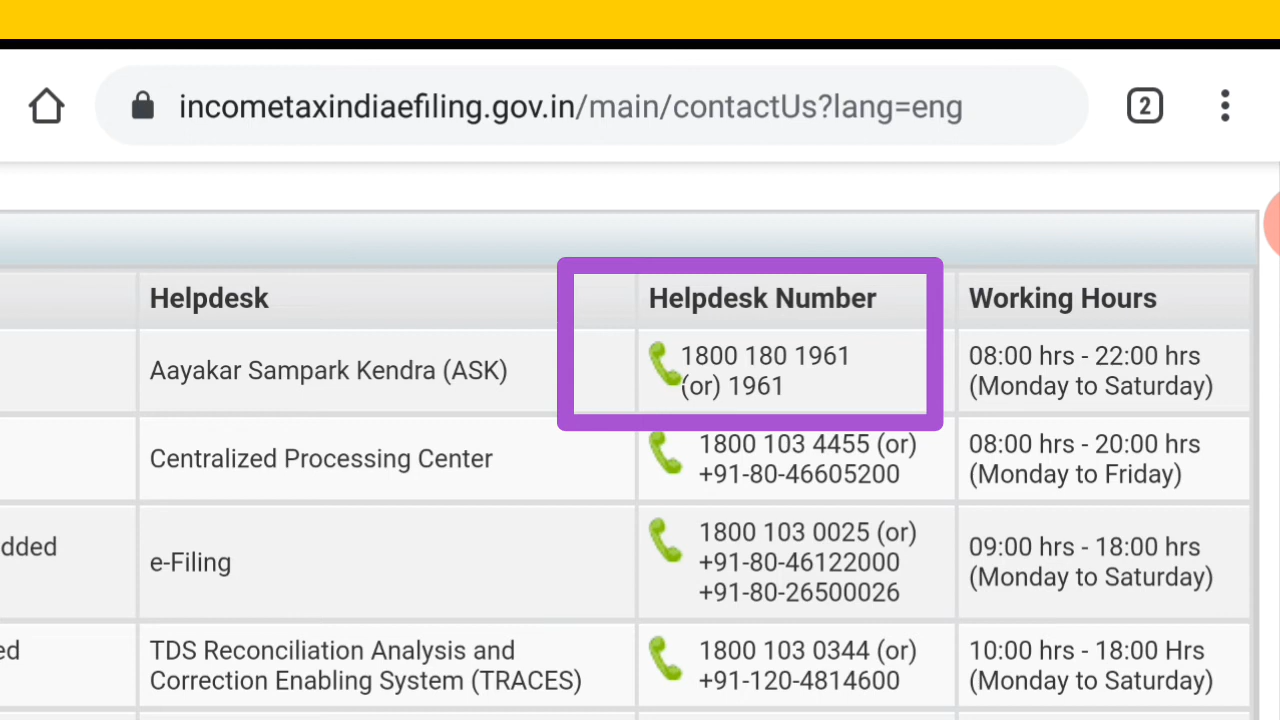 incometaxindiaefiling.gov.in/main/contactUs?lang=eng
2
Helpdesk
Helpdesk Number
Working Hours
Aayakar Sampark Kendra (ASK)
1800 180 1961
(or) 1961
08:00 hrs - 22:00 hrs
(Monday to Saturday)
Centralized Processing Center
1800 103 4455 (or)
+91-80-46605200
08:00 hrs - 20:00 hrs
(Monday to Friday)
dded
e-Filing
1800 103 0025 (or)
+91-80-46122000
+91-80-26500026
09:00 hrs - 18:00 hrs
(Monday to Saturday)
ed
TDS Reconciliation Analysis and
Correction Enabling System (TRACES)
1800 103 0344 (or)
+91-120-4814600
10:00 hrs - 18:00 Hrs
(Monday to Saturday)